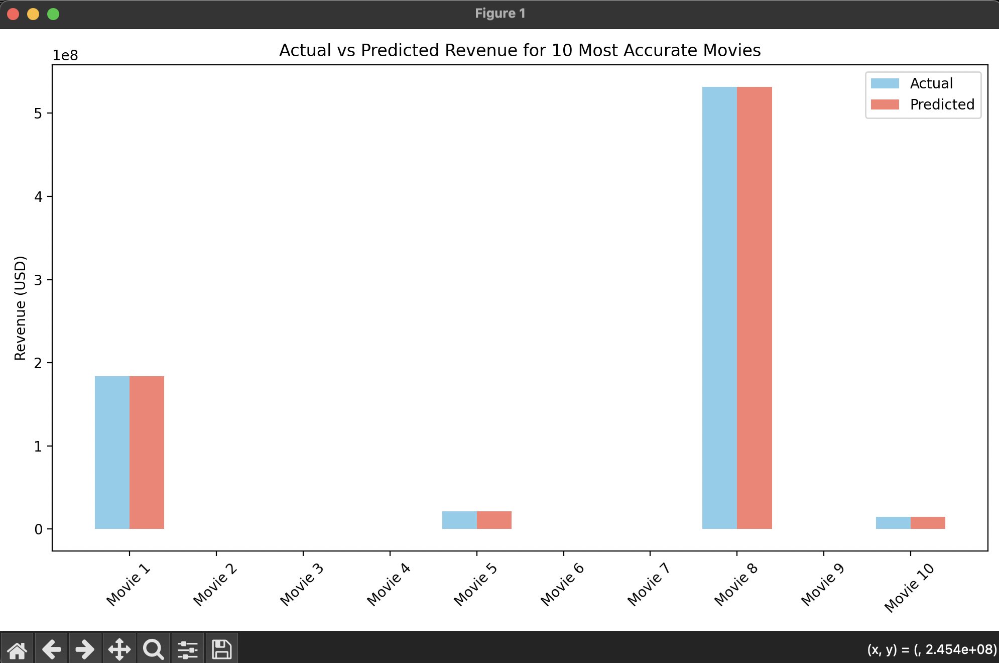 Figure 1
Actual vs Predicted Revenue for 10 Most Accurate Movies
1e8
Actual
Predicted
5
4
3
2
1
0
Revenue (USD)
Movie 1
Movie 2
Movie 3
Movie 4
Movie 5
Movie 6
Movie 7
Movie 8
Movie 9
Movie 10
(x, y) = (, 2.454e+08)